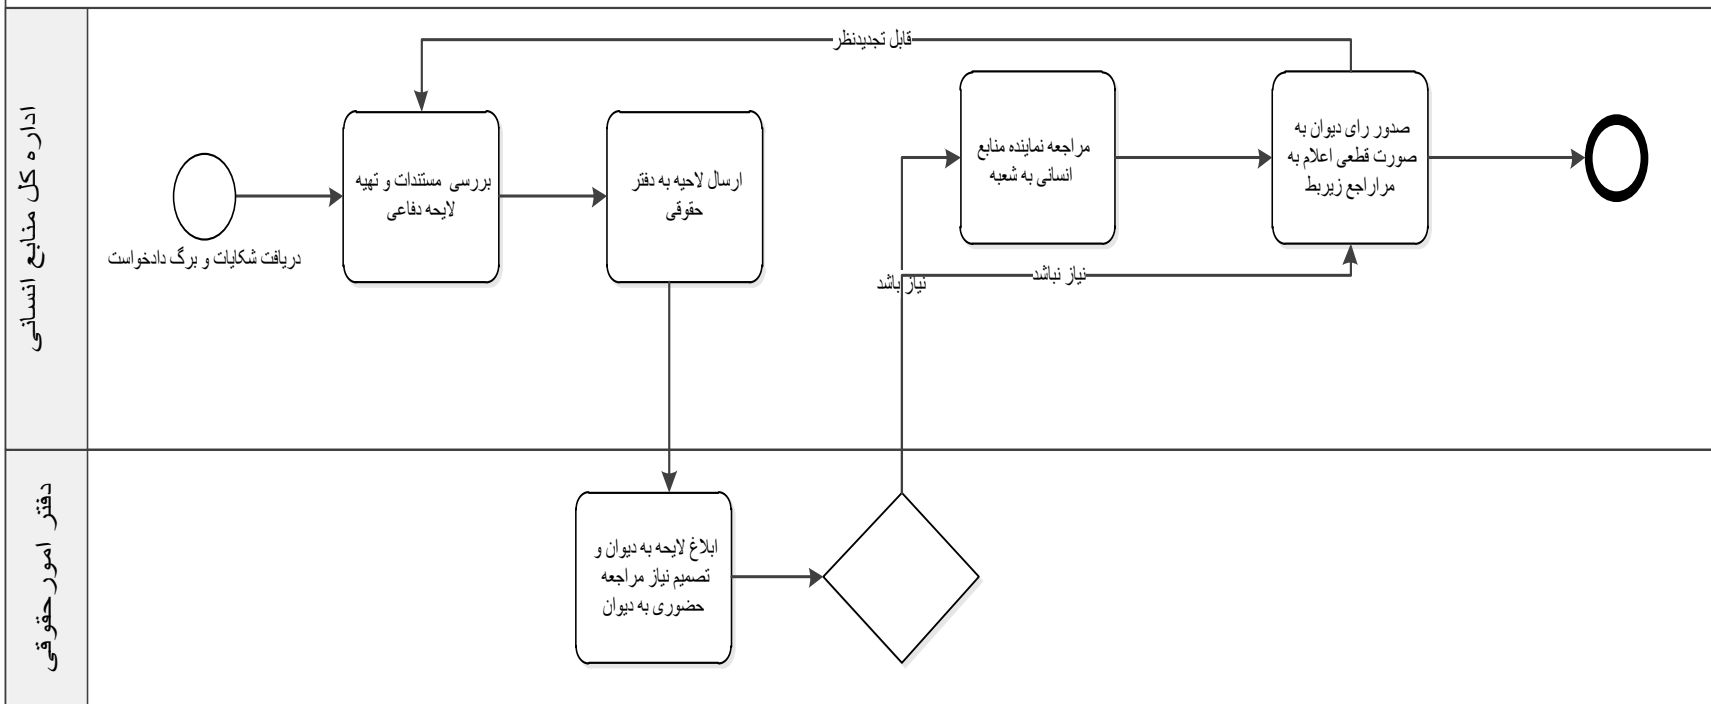 اداره کل منابع انسانی
دریافت شکایات و برگ دادخواست
بررسی مستندات و تهیه
لایحه دفاعی
ارسال لاحیه به دفتر
حقوقی
قابل تجدیدنظر
مراجعه نماینده منابع
انسانی به شعبه
صدور رای دیوان به
صورت قطعی اعلام به
مراراجع زیربط
نیاز باشد
نیاز نباشد
دفتر امورحقوقی
ابلاغ لایحه به دیوان و
تصمیم نیاز مراجعه
حضوری به دیوان